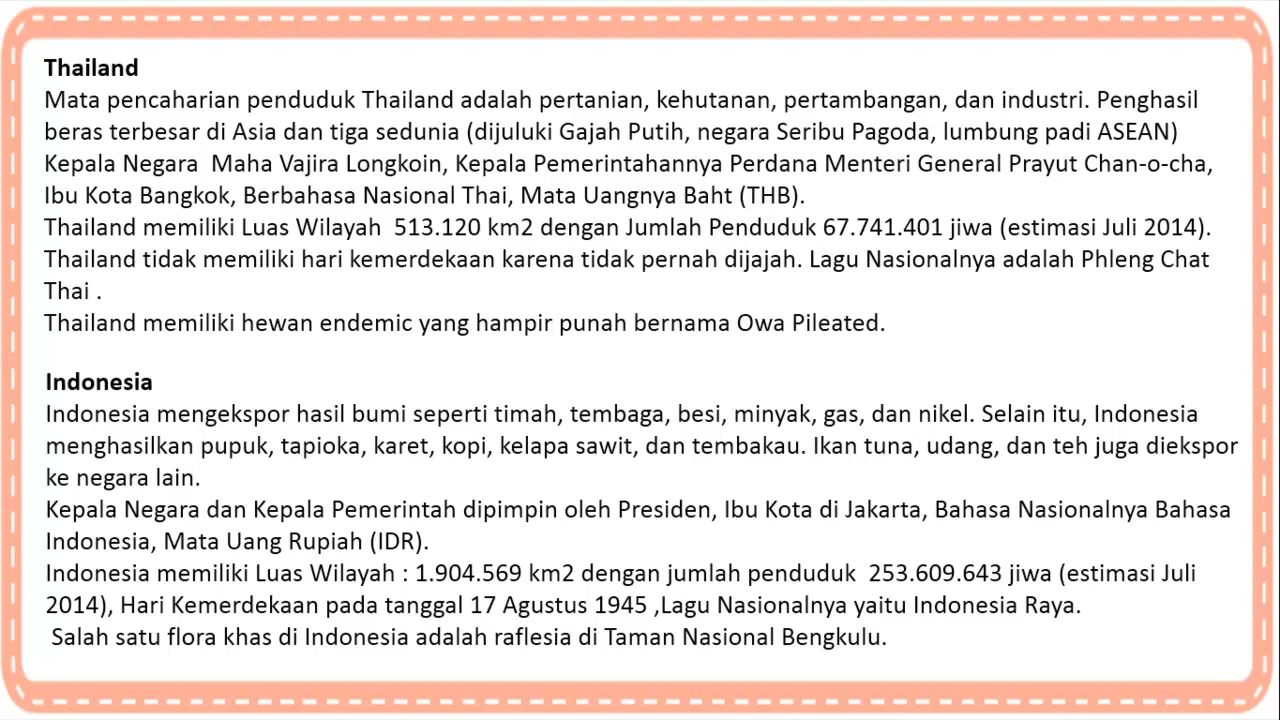 Thailand
Mata pencaharian penduduk Thailand adalah pertanian, kehutanan, pertambangan, dan industri. Penghasil
beras terbesar di Asia dan tiga sedunia (dijuluki Gajah Putih, negara Seribu Pagoda, lumbung padi ASEAN)
Kepala Negara  Maha Vajira Longkoin, Kepala Pemerintahannya Perdana Menteri General Prayut Chan-o-cha,
Ibu Kota Bangkok, Berbahasa Nasional Thai, Mata Uangnya Baht (THB).
Thailand memiliki Luas Wilayah  513.120 km2 dengan Jumlah Penduduk 67.741.401 jiwa (estimasi Juli 2014).
Thailand tidak memiliki hari kemerdekaan karena tidak pernah dijajah. Lagu Nasionalnya adalah Phleng Chat
Thai .
Thailand memiliki hewan endemic yang hampir punah bernama Owa Pileated.
Indonesia
Indonesia mengekspor hasil bumi seperti timah, tembaga, besi, minyak, gas, dan nikel. Selain itu, Indonesia
menghasilkan pupuk, tapioka, karet, kopi, kelapa sawit, dan tembakau. Ikan tuna, udang, dan teh juga diekspor
ke negara lain.
Kepala Negara dan Kepala Pemerintah dipimpin oleh Presiden, Ibu Kota di Jakarta, Bahasa Nasionalnya Bahasa
Indonesia, Mata Uang Rupiah (IDR).
Indonesia memiliki Luas Wilayah : 1.904.569 km2 dengan jumlah penduduk  253.609.643 jiwa (estimasi Juli
2014), Hari Kemerdekaan pada tanggal 17 Agustus 1945 ,Lagu Nasionalnya yaitu Indonesia Raya.
Salah satu flora khas di Indonesia adalah raflesia di Taman Nasional Bengkulu.